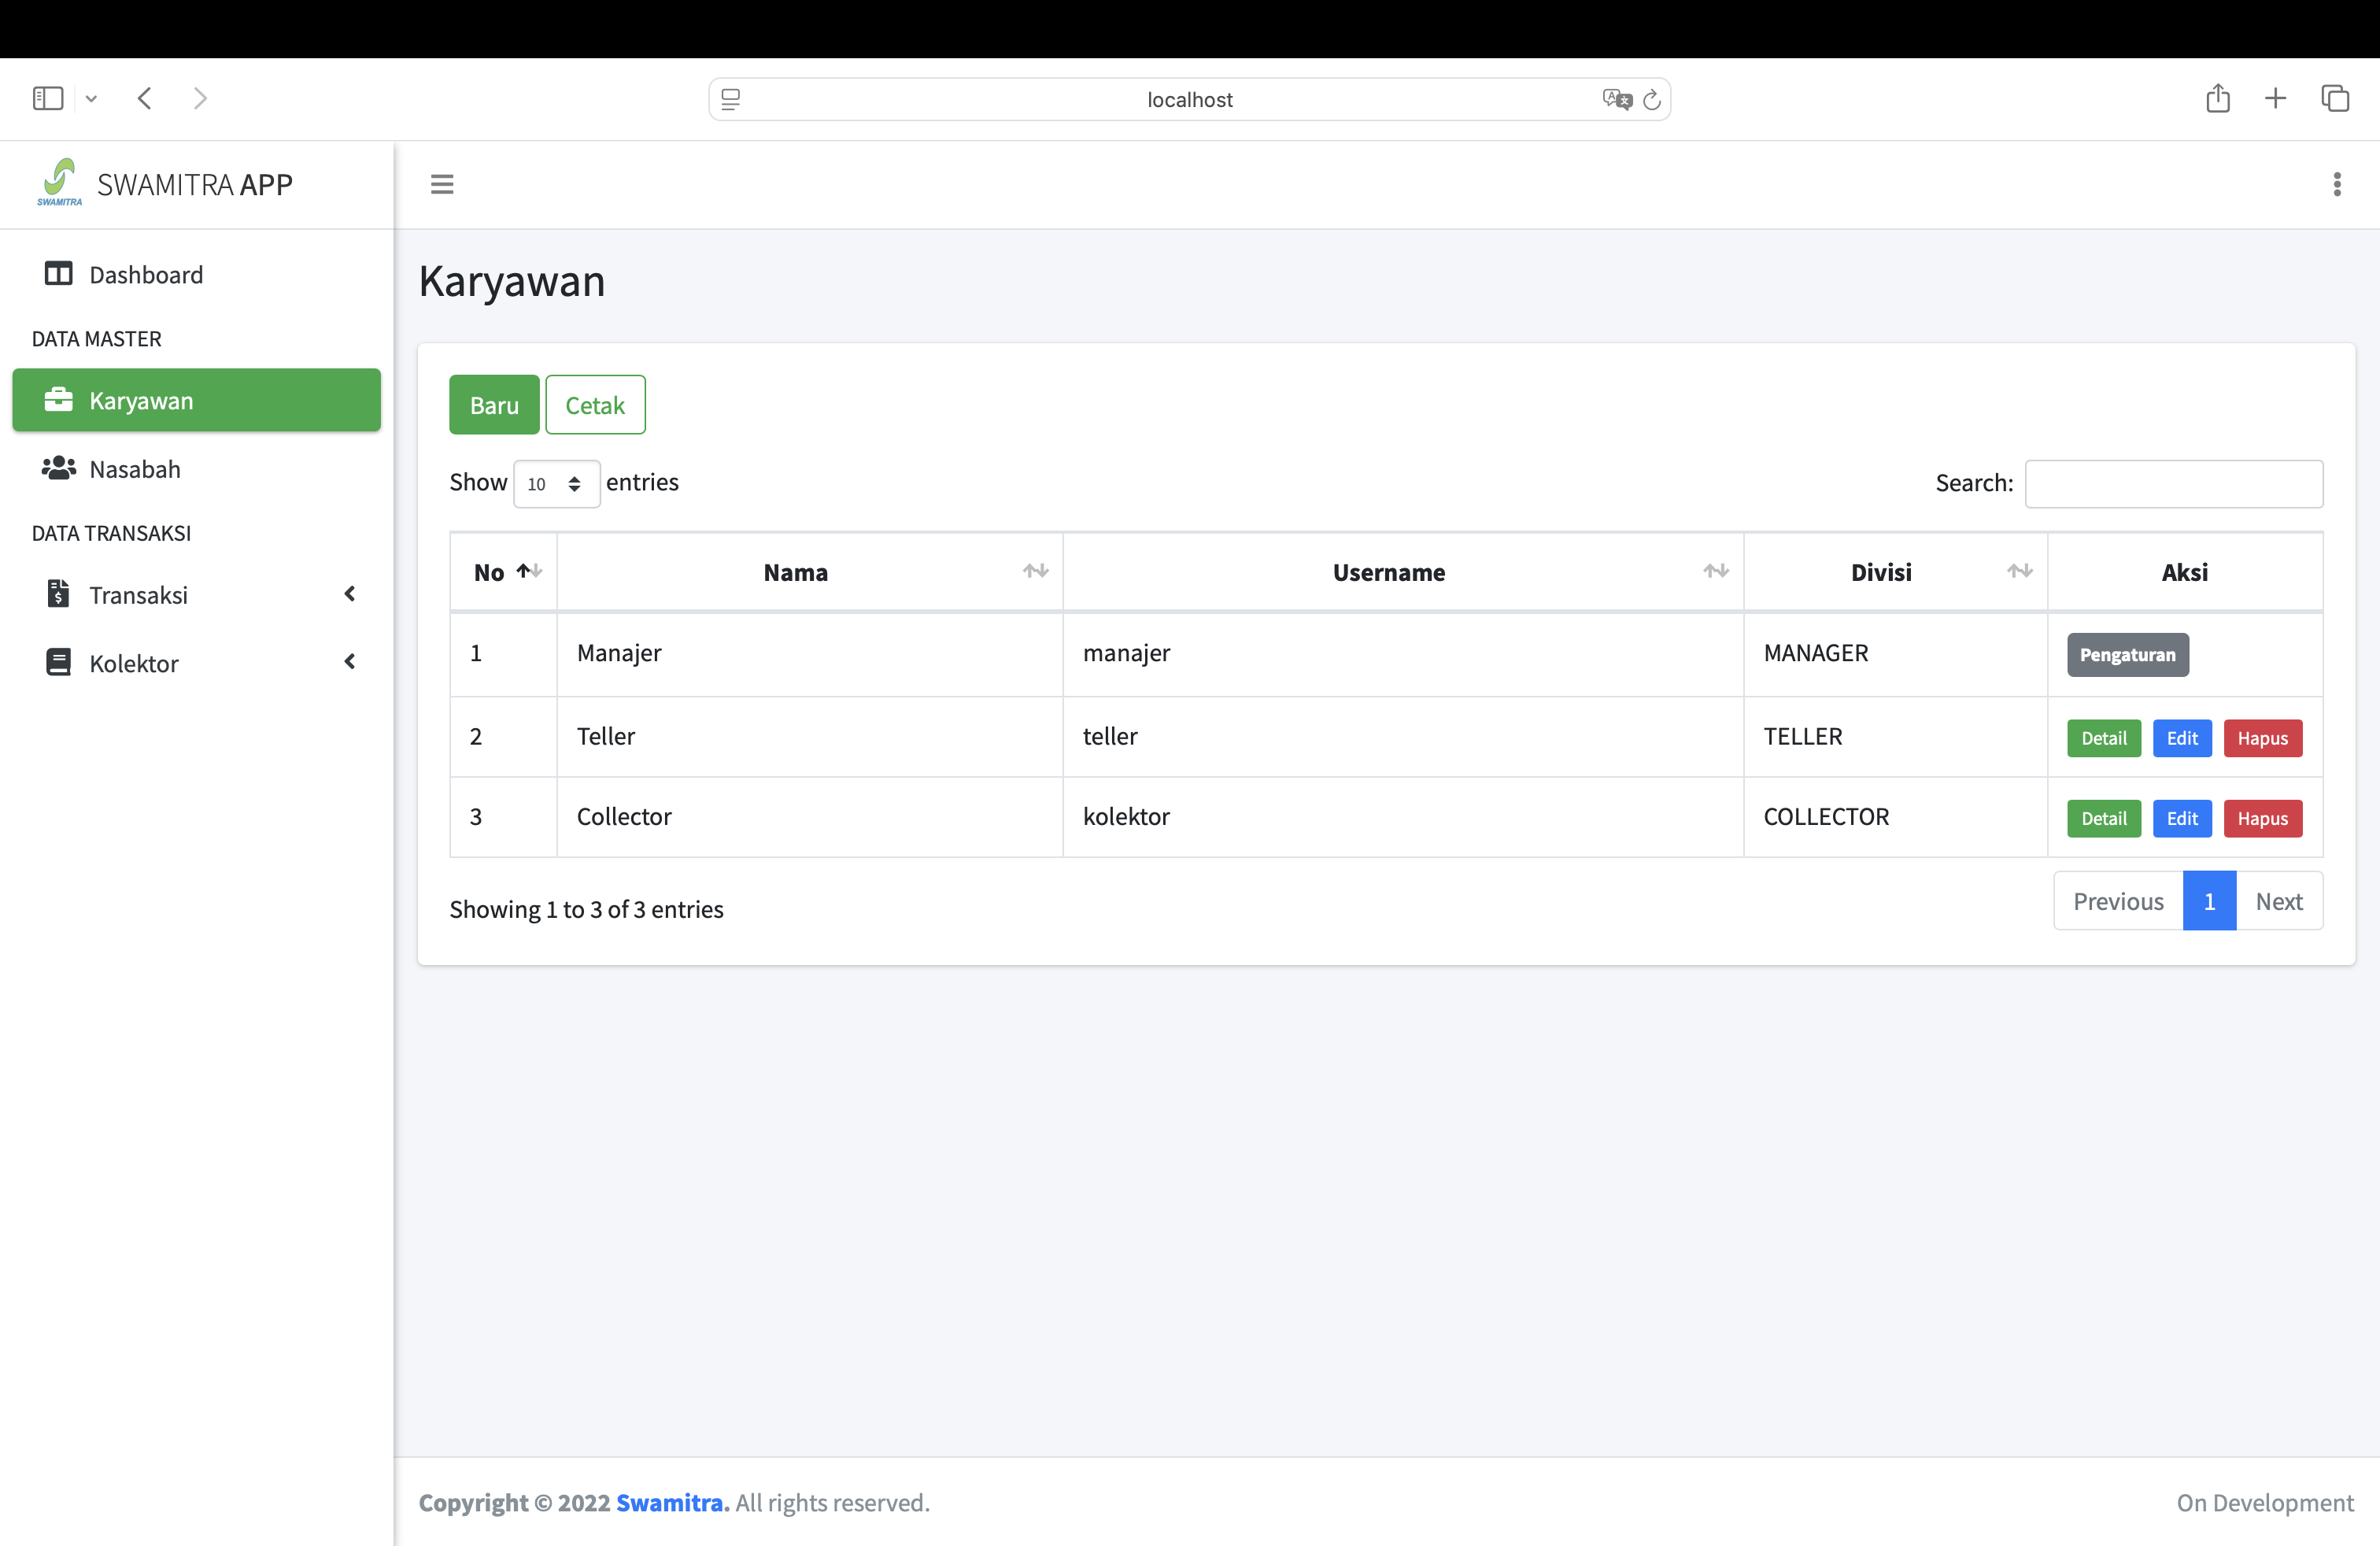 localhost
SWAMITRA
SWAMITRA APP
Dashboard
DATA MASTER
Karyawan
Nasabah
DATA TRANSAKSI
Transaksi
Kolektor
Karyawan
Baru Cetak
Show 10 entries Search:
No Nama Username Divisi Aksi
1 Manajer manajer MANAGER Pengaturan
2 Teller teller TELLER Detail Edit Hapus
3 Collector kolektor COLLECTOR Detail Edit Hapus
Showing 1 to 3 of 3 entries Previous 1 Next
Copyright © 2022 Swamitra. All rights reserved. On Development